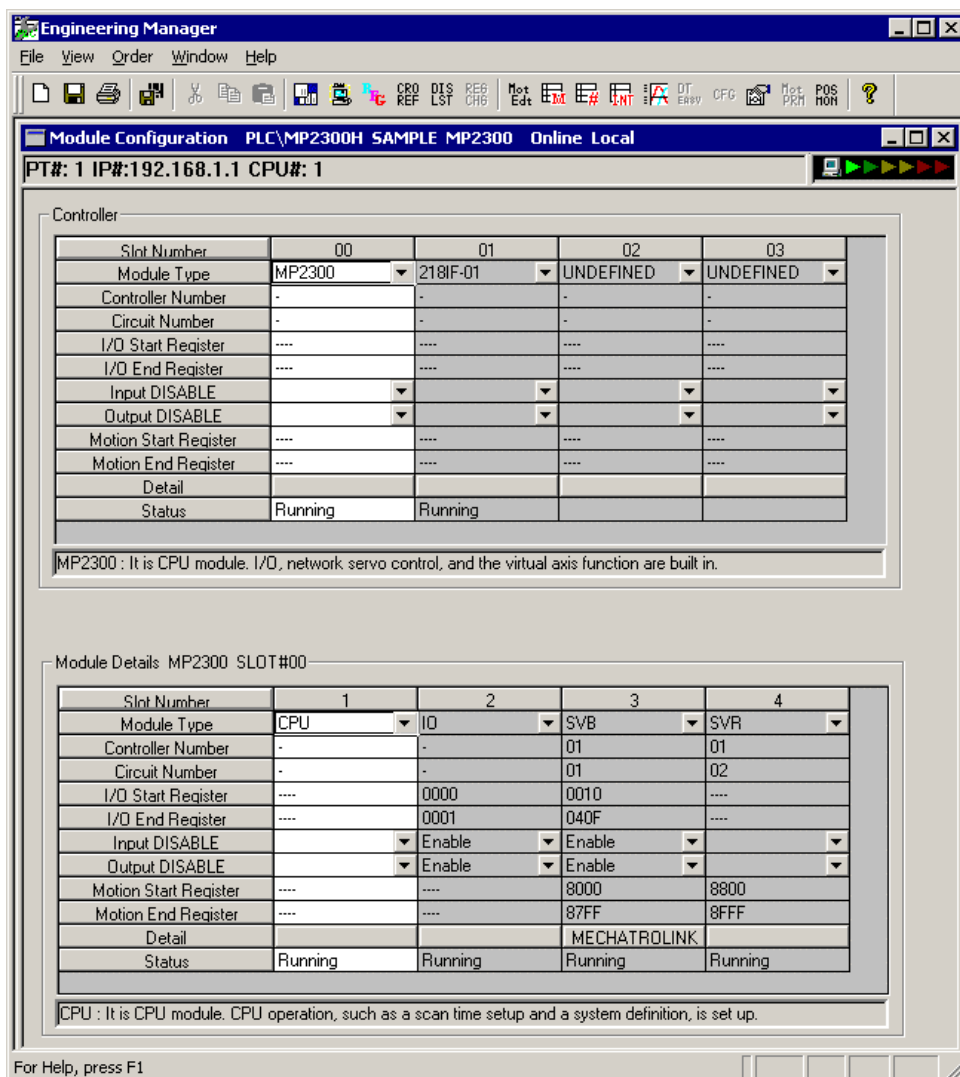 Engineering Manager
File View Order Window Help
REG CRO REF DIS LST REG CHG Mot Edt M # INT DT EASY CFG Mot PRM POS MON ?
Module Configuration PLC\MP2300H SAMPLE MP2300 Online Local
PT#: 1 IP#:192.168.1.1 CPU#: 1
Controller
Slot Number 00 01 02 03
Module Type MP2300 218IF-01 UNDEFINED UNDEFINED
Controller Number - - - -
Circuit Number - - - -
I/O Start Register ---- ---- ---- ----
I/O End Register ---- ---- ---- ----
Input DISABLE
Output DISABLE
Motion Start Register ---- ---- ---- ----
Motion End Register ---- ---- ---- ----
Detail
Status Running Running
MP2300 : It is CPU module. I/O, network servo control, and the virtual axis function are built in.
Module Details MP2300 SLOT#00
Slot Number 1 2 3 4
Module Type CPU IO SVB SVR
Controller Number - - 01 01
Circuit Number - - 01 02
I/O Start Register ---- 0000 0010 ----
I/O End Register ---- 0001 040F ----
Input DISABLE Enable Enable
Output DISABLE Enable Enable
Motion Start Register ---- ---- 8000 8800
Motion End Register ---- ---- 87FF 8FFF
Detail MECHATROLINK
Status Running Running Running Running
CPU : It is CPU module. CPU operation, such as a scan time setup and a system definition, is set up.
For Help, press F1